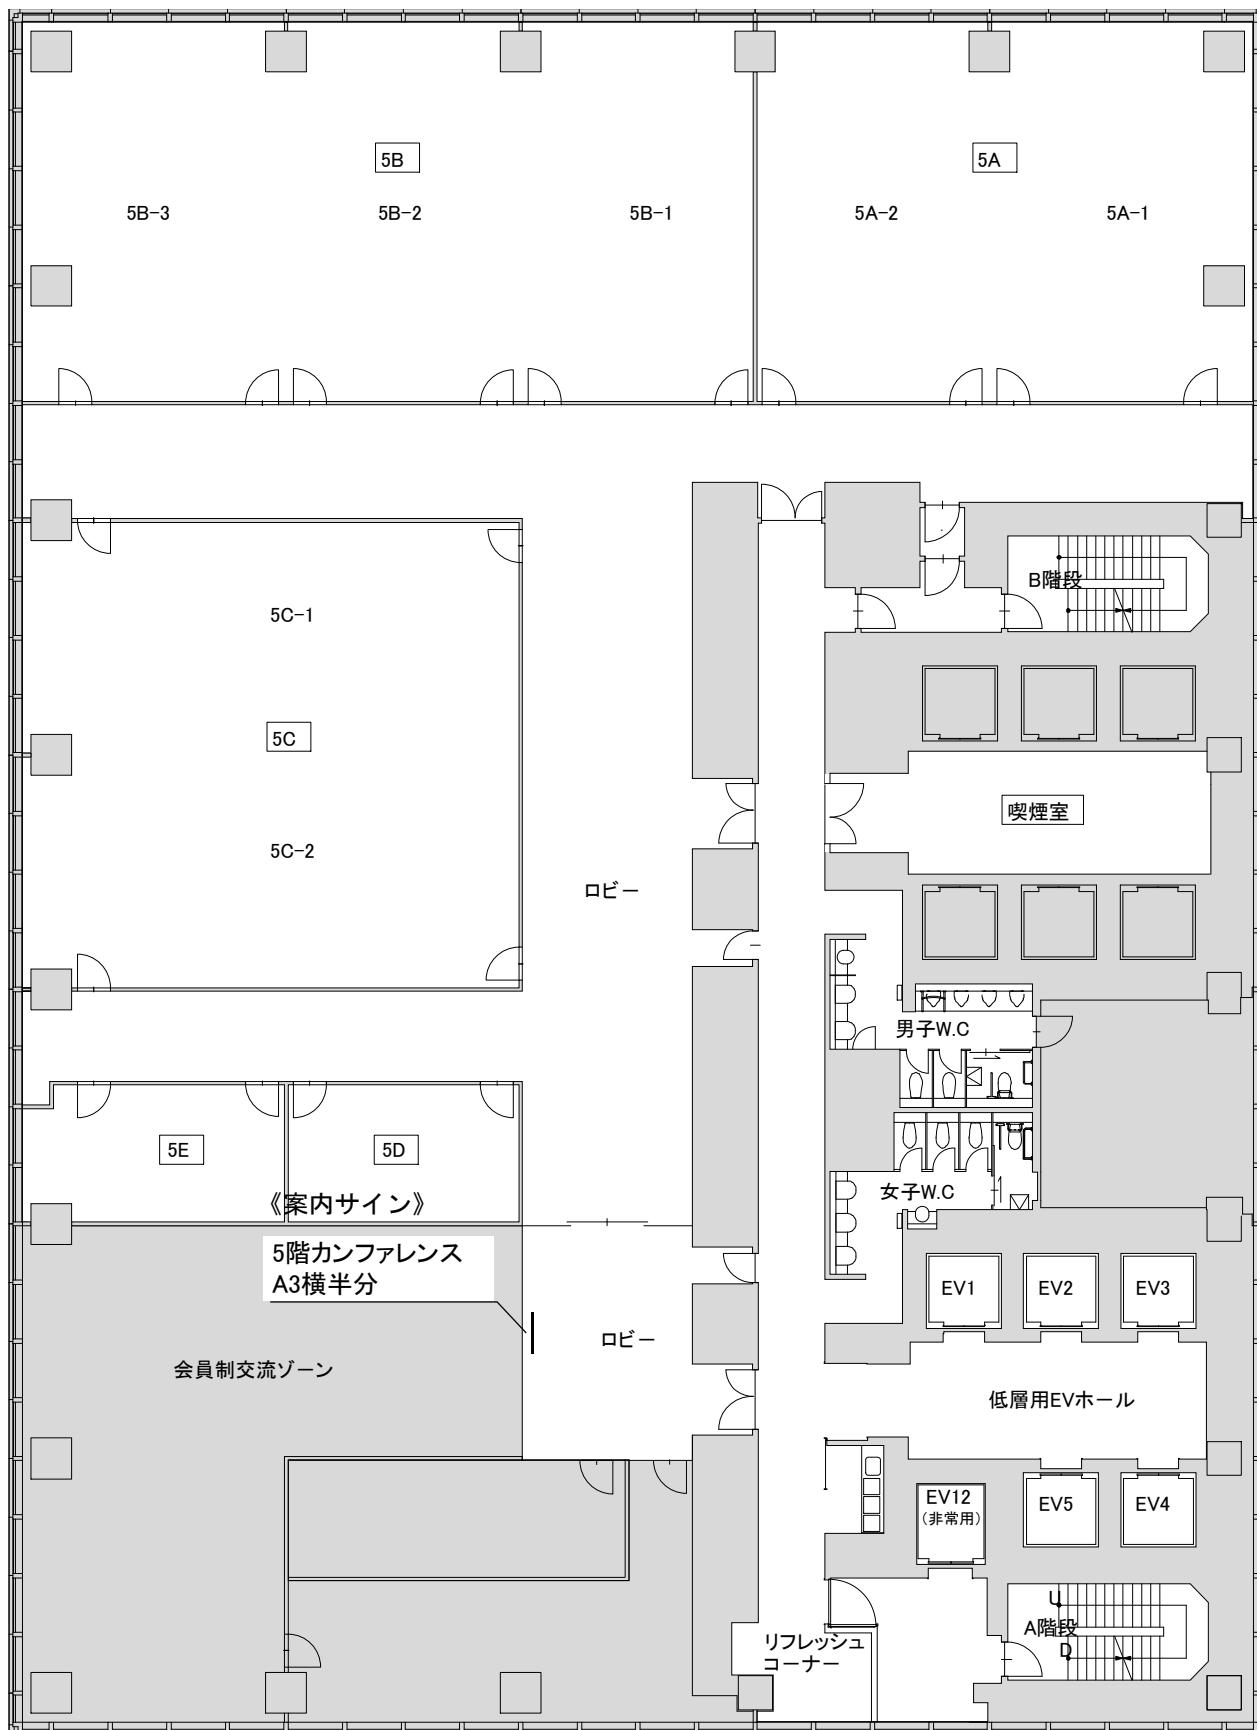 5B
5A
5B-3
5B-2
5B-1
5A-2
5A-1
B階段
5C-1
5C
喫煙室
5C-2
ロビー
男子W.C
5E
5D
女子W.C
《案内サイン》
5階カンファレンス
A3横半分
EV1
EV2
EV3
ロビー
会員制交流ゾーン
低層用EVホール
EV12
(非常用)
EV5
EV4
U
A階段
D
リフレッシュ
コーナー